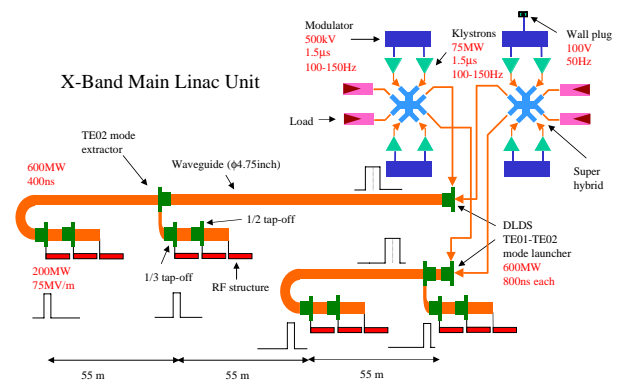 Modulator
500kV
1.5µs
100-150Hz
Klystrons
75MW
1.5µs
100-150Hz
Wall plug
100V
50Hz
X-Band Main Linac Unit
Load
TE02 mode
extractor
Waveguide (ϕ4.75inch)
Super
hybrid
600MW
400ns
1/2 tap-off
DLDS
TE01-TE02
mode launcher
600MW
800ns each
200MW
75MV/m
1/3 tap-off
RF structure
55 m
55 m
55 m